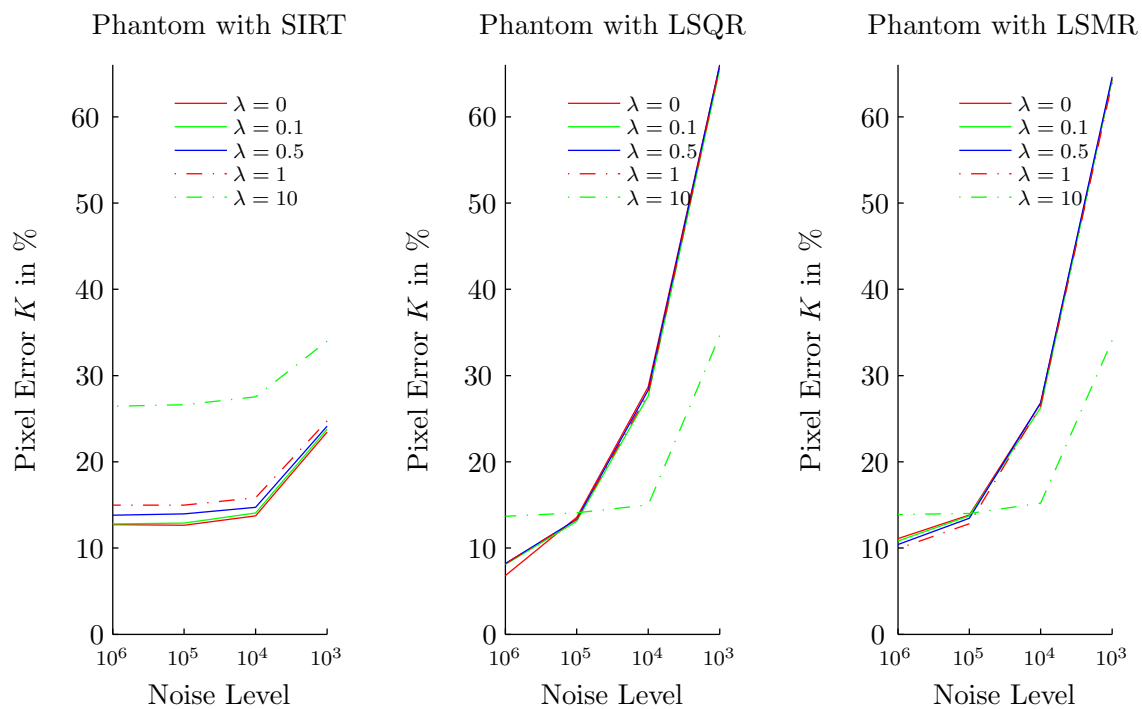 Phantom with SIRT
Pixel Error K in %
60
50
40
30
20
10
0
λ = 0
λ = 0.1
λ = 0.5
λ = 1
λ = 10
10⁶ 10⁵ 10⁴ 10³
Noise Level
Phantom with LSQR
Pixel Error K in %
60
50
40
30
20
10
0
λ = 0
λ = 0.1
λ = 0.5
λ = 1
λ = 10
10⁶ 10⁵ 10⁴ 10³
Noise Level
Phantom with LSMR
Pixel Error K in %
60
50
40
30
20
10
0
λ = 0
λ = 0.1
λ = 0.5
λ = 1
λ = 10
10⁶ 10⁵ 10⁴ 10³
Noise Level